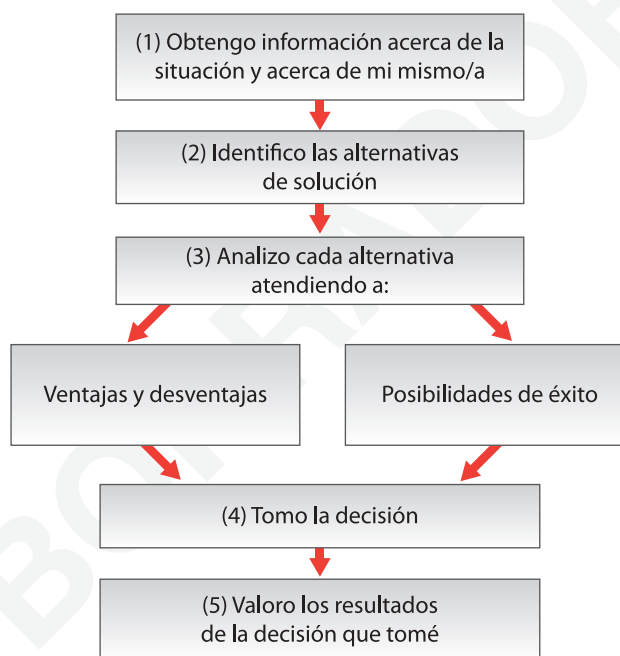 (1) Obtengo información acerca de la
situación y acerca de mi mismo/a
(2) Identifico las alternativas
de solución
(3) Analizo cada alternativa
atendiendo a:
Ventajas y desventajas
Posibilidades de éxito
(4) Tomo la decisión
(5) Valoro los resultados
de la decisión que tomé
BORRADOR